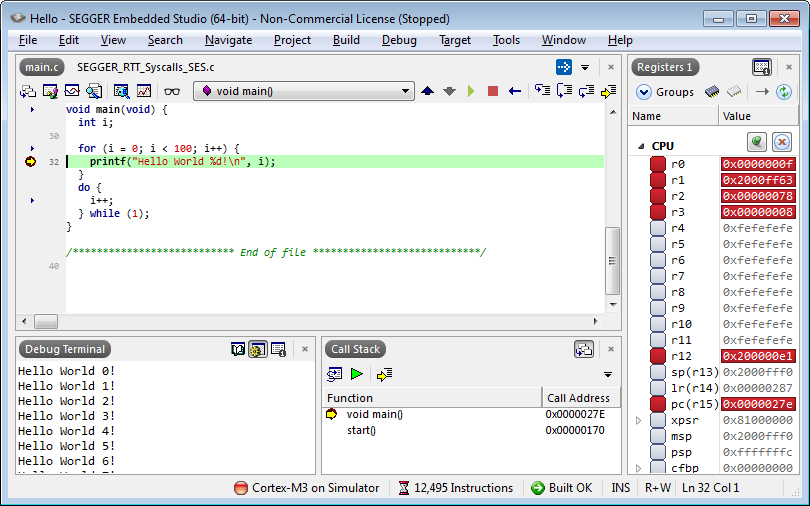 Hello - SEGGER Embedded Studio (64-bit) - Non-Commercial License (Stopped)
File Edit View Search Navigate Project Build Debug Target Tools Window Help
main.c SEGGER_RTT_Syscalls_SES.c
void main()
void main(void) {
int i;
30
for (i = 0; i < 100; i++) {
32 printf("Hello World %d!\n", i);
}
do {
i++;
} while (1);
}
/*************************** End of file ****************************/
40
Registers 1
Groups
Name Value
CPU
r0 0x0000000f
r1 0x2000ff63
r2 0x00000078
r3 0x00000008
r4 0xfefefefe
r5 0xfefefefe
r6 0xfefefefe
r7 0xfefefefe
r8 0xfefefefe
r9 0xfefefefe
r10 0xfefefefe
r11 0xfefefefe
r12 0x200000e1
sp(r13) 0x2000fff0
lr(r14) 0x00000287
pc(r15) 0x0000027e
xpsr 0x81000000
msp 0x2000fff0
psp 0xfffffffc
cfbp 0x00000000
Debug Terminal
Hello World 0!
Hello World 1!
Hello World 2!
Hello World 3!
Hello World 4!
Hello World 5!
Hello World 6!
Call Stack
Function Call Address
void main() 0x0000027E
start() 0x00000170
Cortex-M3 on Simulator 12,495 Instructions Built OK INS R+W Ln 32 Col 1